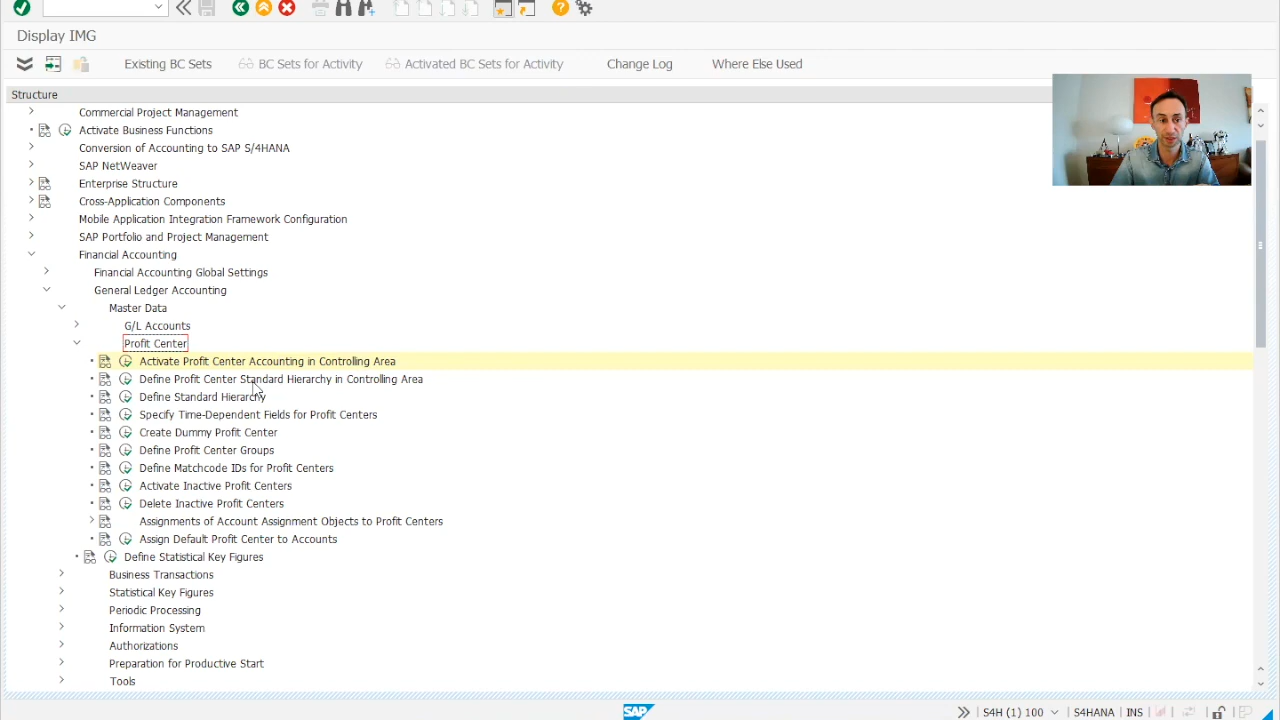 Display IMG
Existing BC Sets BC Sets for Activity Activated BC Sets for Activity Change Log Where Else Used
Structure
Commercial Project Management
Activate Business Functions
Conversion of Accounting to SAP S/4HANA
SAP NetWeaver
Enterprise Structure
Cross-Application Components
Mobile Application Integration Framework Configuration
SAP Portfolio and Project Management
Financial Accounting
Financial Accounting Global Settings
General Ledger Accounting
Master Data
G/L Accounts
Profit Center
Activate Profit Center Accounting in Controlling Area
Define Profit Center Standard Hierarchy in Controlling Area
Define Standard Hierarchy
Specify Time-Dependent Fields for Profit Centers
Create Dummy Profit Center
Define Profit Center Groups
Define Matchcode IDs for Profit Centers
Activate Inactive Profit Centers
Delete Inactive Profit Centers
Assignments of Account Assignment Objects to Profit Centers
Assign Default Profit Center to Accounts
Define Statistical Key Figures
Business Transactions
Statistical Key Figures
Periodic Processing
Information System
Authorizations
Preparation for Productive Start
Tools
SAP S4H (1) 100 S4HANA INS